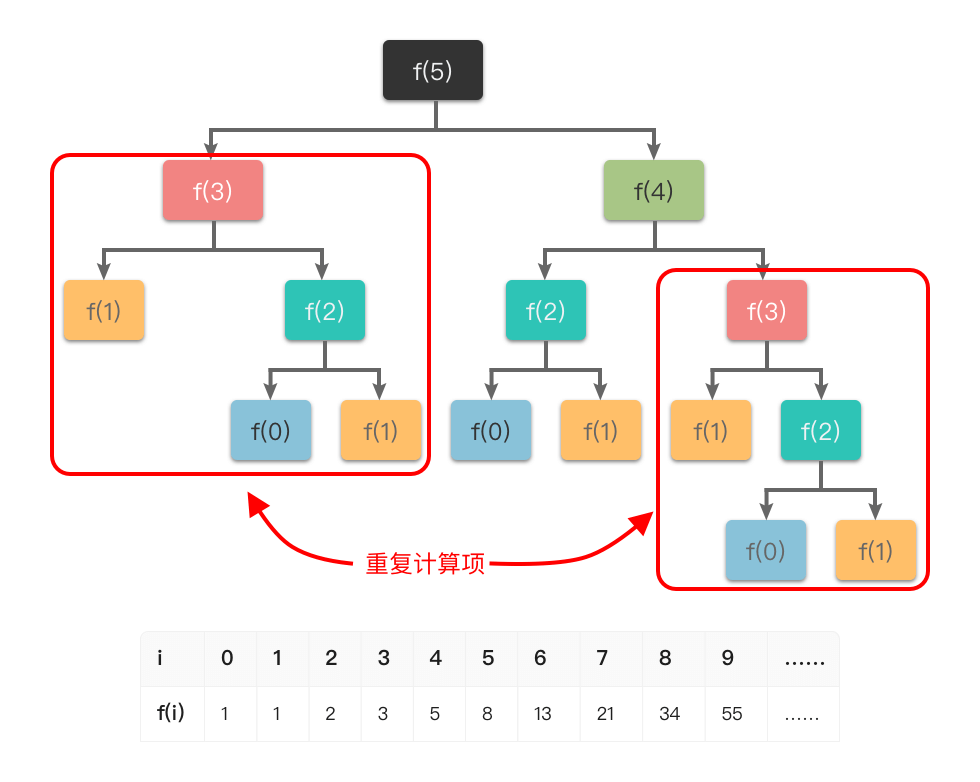 f(5)
f(3) f(4)
f(1) f(2) f(2) f(3)
f(0) f(1) f(0) f(1) f(1) f(2)
f(0) f(1)
重复计算项
i 0 1 2 3 4 5 6 7 8 9 ......
f(i) 1 1 2 3 5 8 13 21 34 55 ......